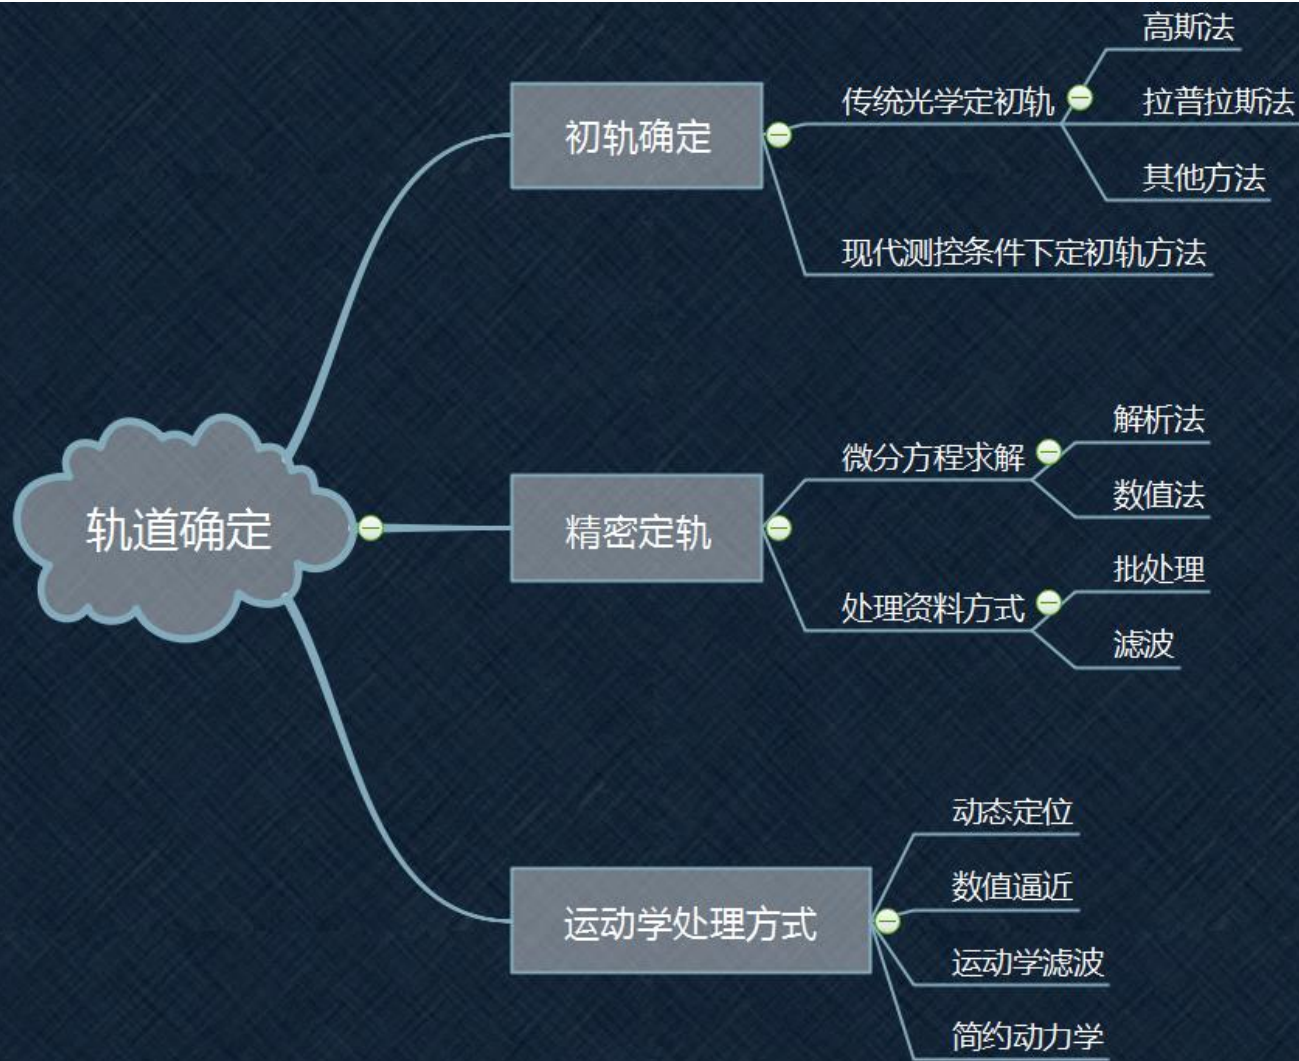 轨道确定
初轨确定
传统光学定初轨
高斯法
拉普拉斯法
其他方法
现代测控条件下定初轨方法
精密定轨
微分方程求解
解析法
数值法
处理资料方式
批处理
滤波
运动学处理方式
动态定位
数值逼近
运动学滤波
简约动力学